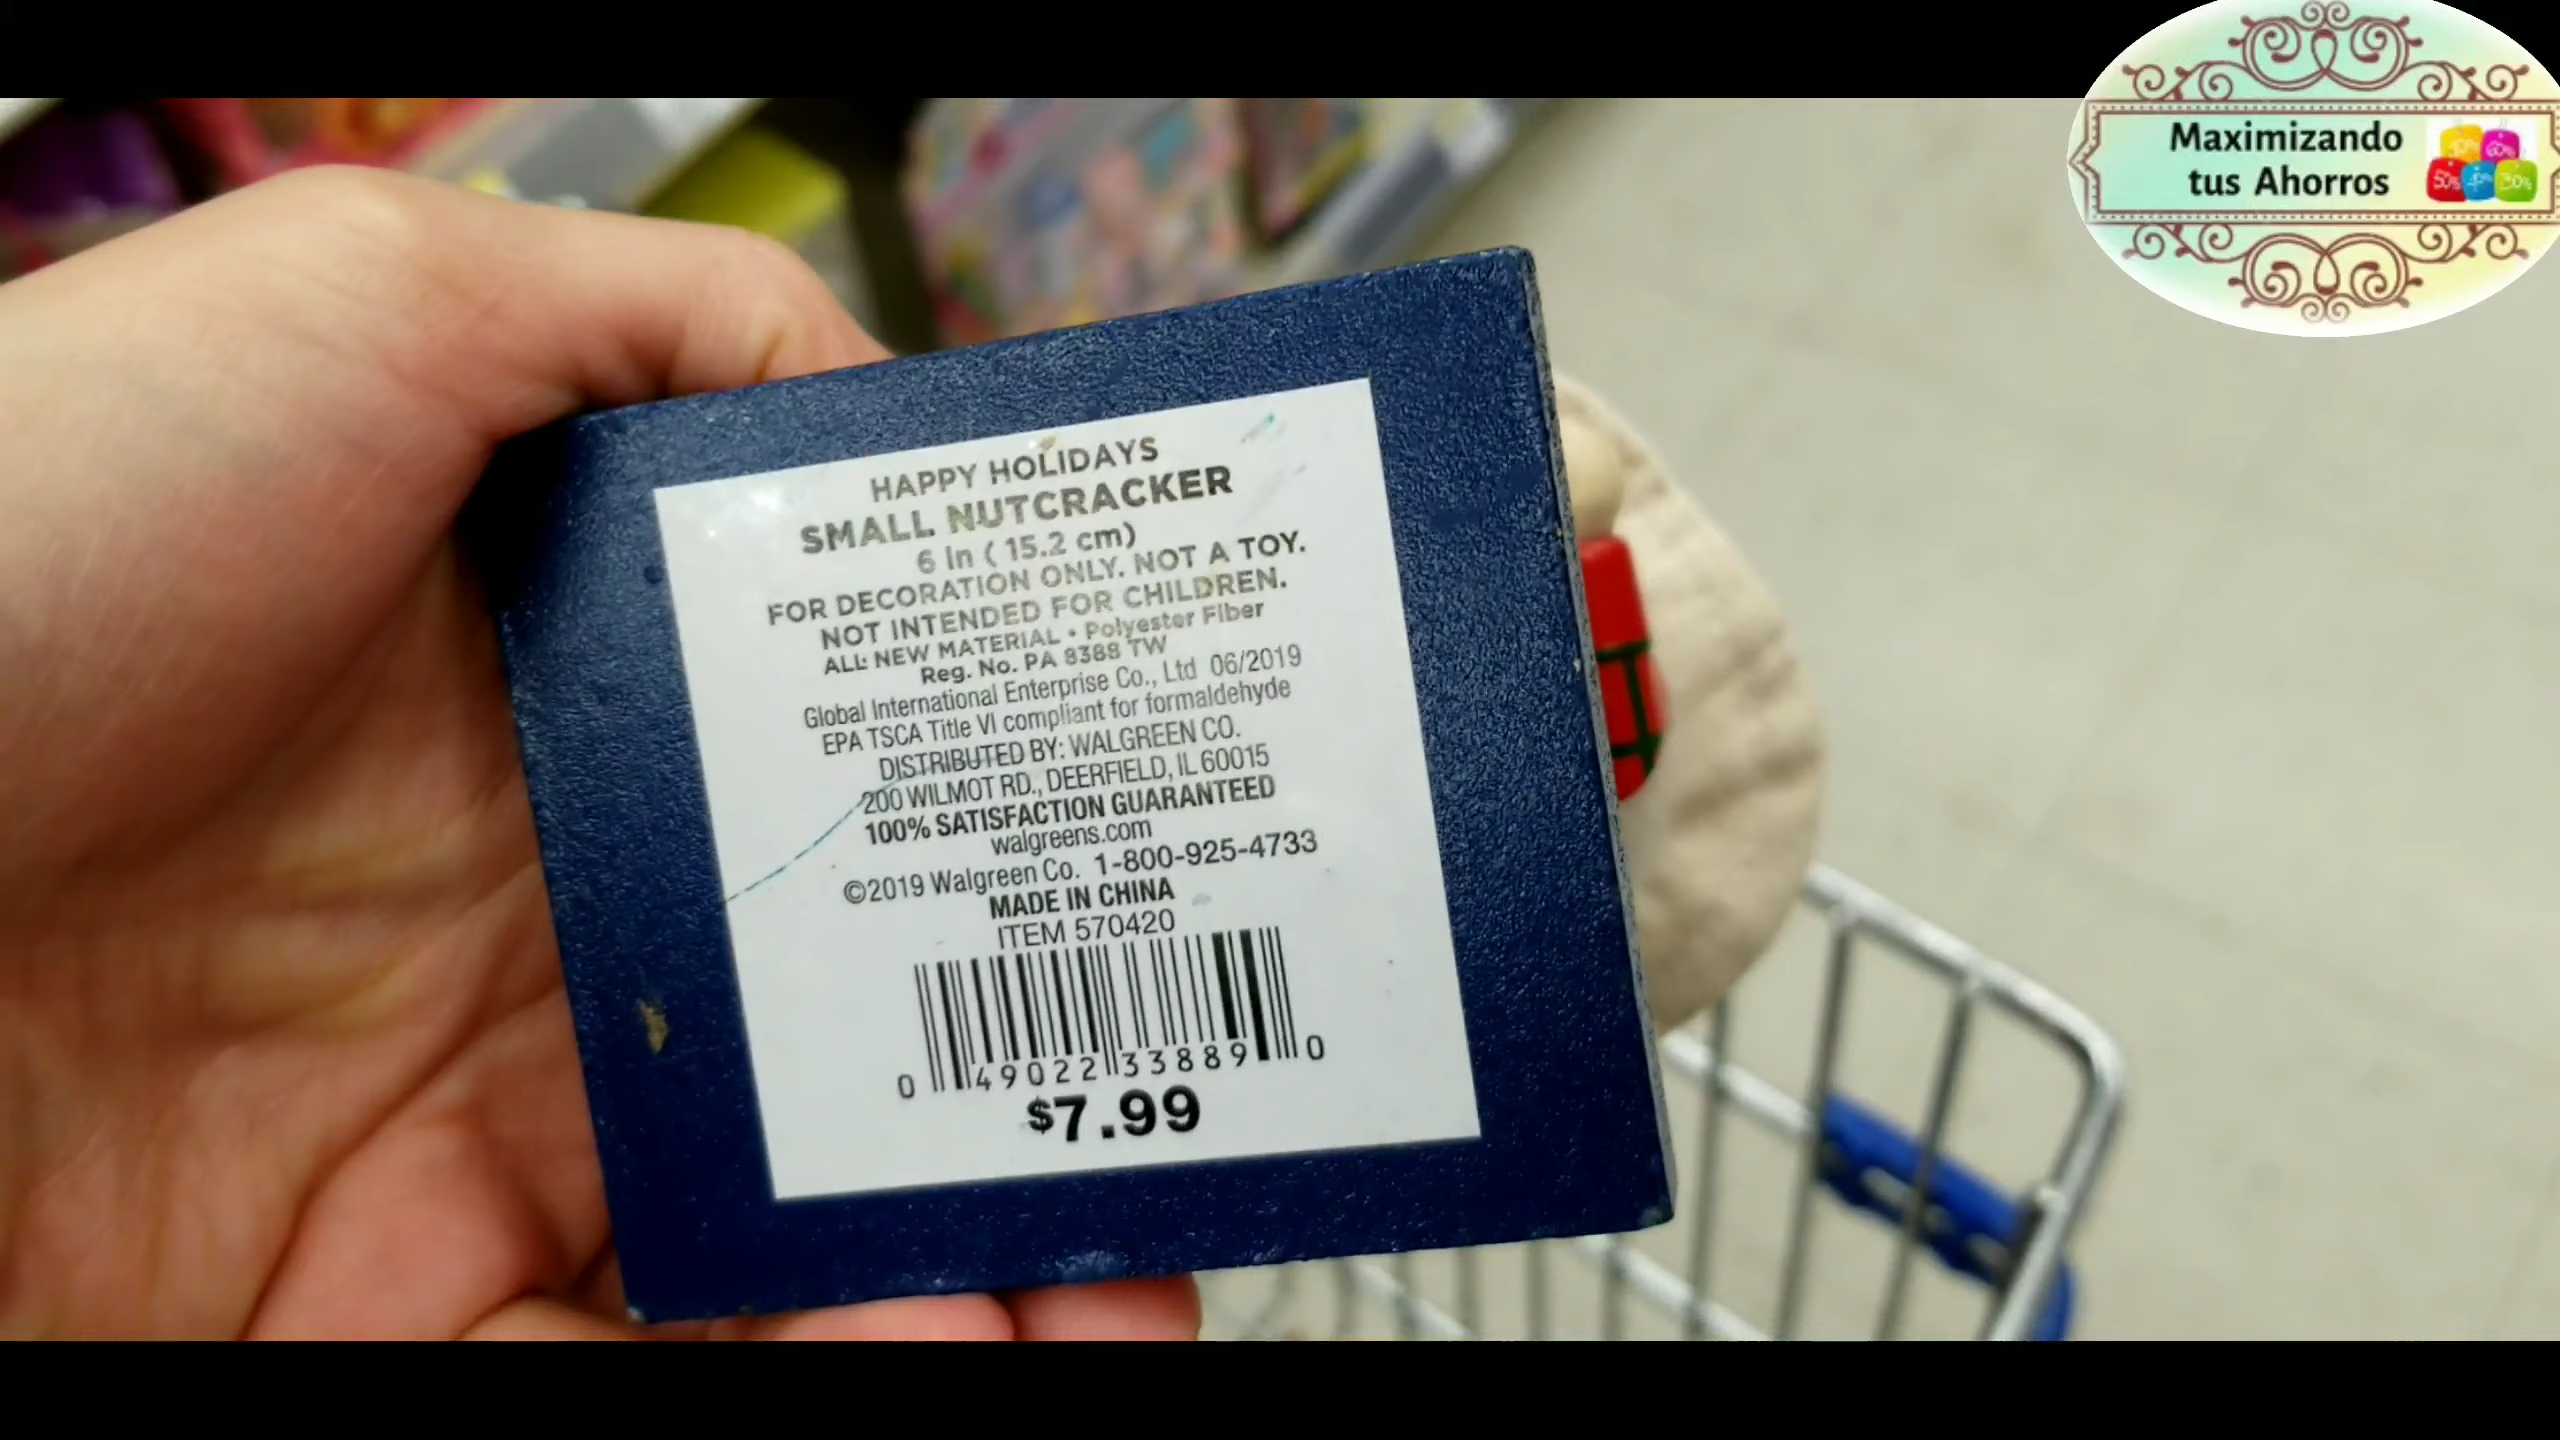 Maximizando
tus Ahorros
50%
30%
HAPPY HOLIDAYS
SMALL NUTCRACKER
6 in ( 15.2 cm)
FOR DECORATION ONLY. NOT A TOY.
NOT INTENDED FOR CHILDREN.
ALL NEW MATERIAL • Polyester Fiber
Reg. No. PA 8388 TW
Global International Enterprise Co., Ltd 06/2019
EPA TSCA Title VI compliant for formaldehyde
DISTRIBUTED BY: WALGREEN CO.
200 WILMOT RD., DEERFIELD, IL 60015
100% SATISFACTION GUARANTEED
walgreens.com
©2019 Walgreen Co. 1-800-925-4733
MADE IN CHINA
ITEM 570420
0 49022 33889 0
$7.99